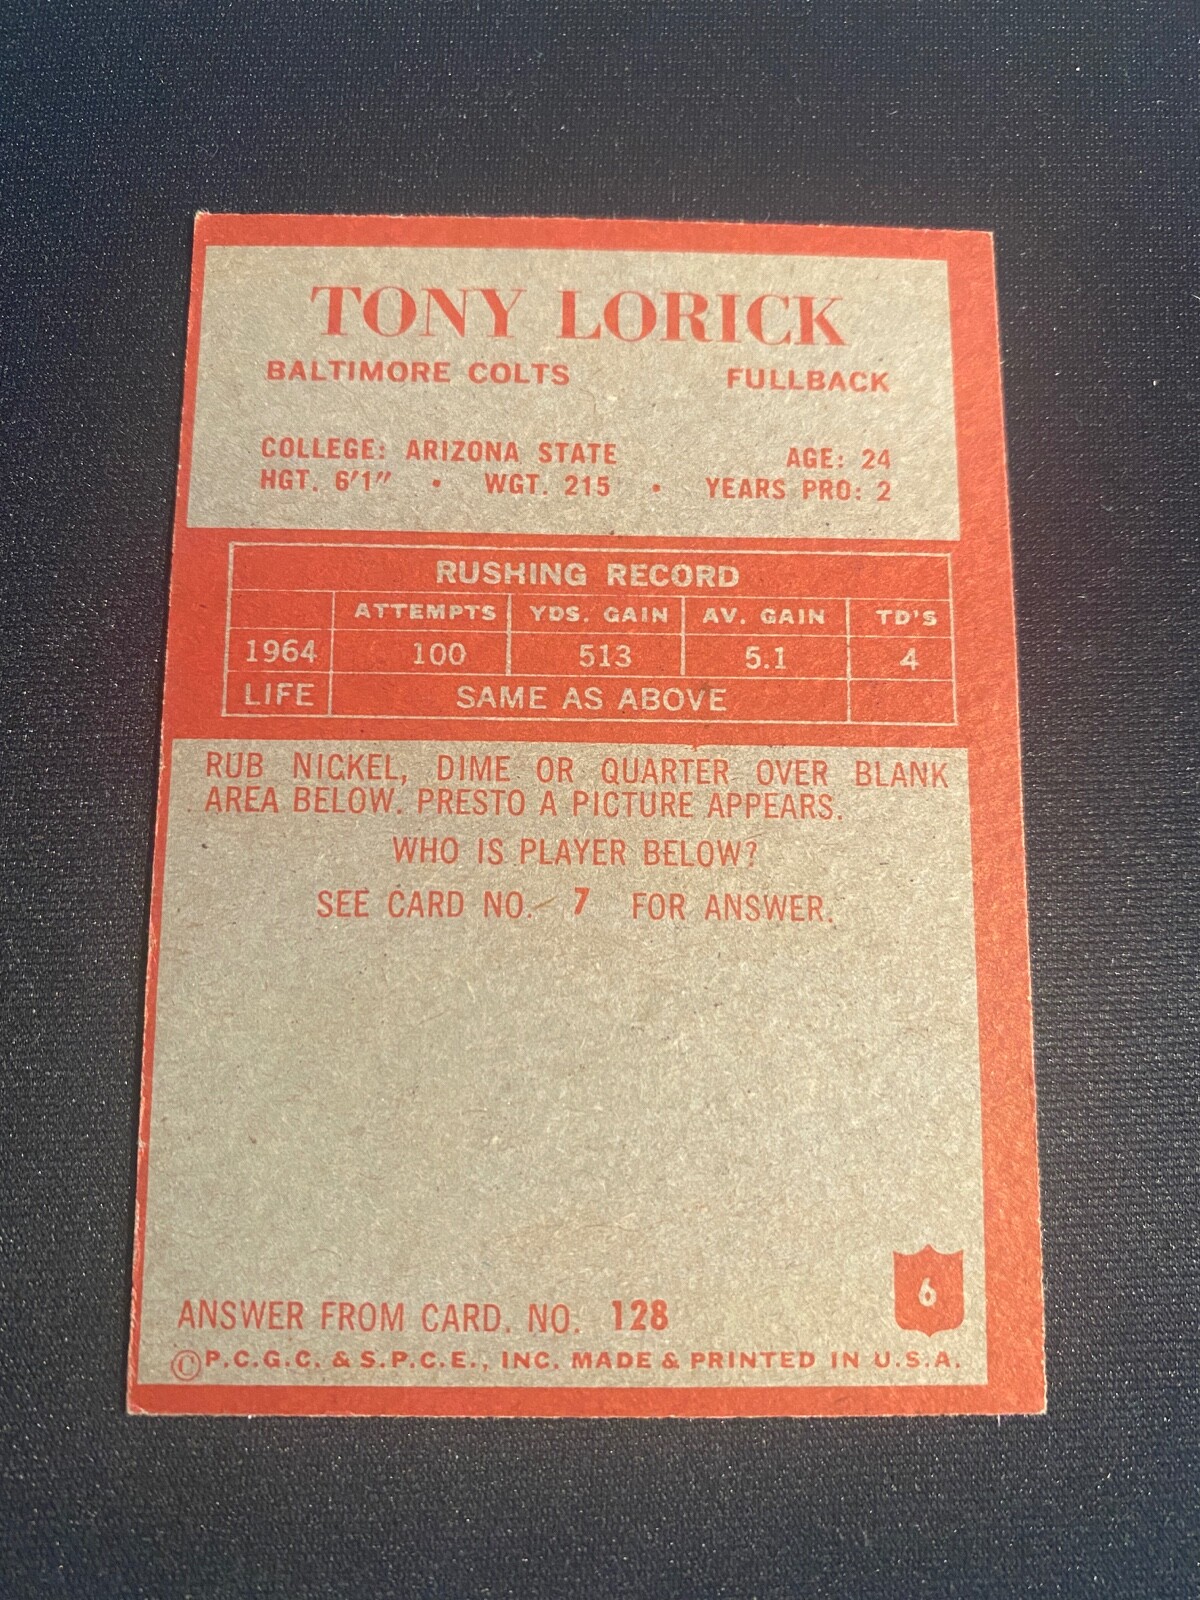 TONY LORICK
BALTIMORE COLTS FULLBACK
COLLEGE: ARIZONA STATE AGE: 24
HGT. 6'1" • WGT. 215 • YEARS PRO: 2
RUSHING RECORD
ATTEMPTS YDS. GAIN AV. GAIN TD'S
1964 100 513 5.1 4
LIFE SAME AS ABOVE
RUB NICKEL, DIME OR QUARTER OVER BLANK
AREA BELOW. PRESTO A PICTURE APPEARS.
WHO IS PLAYER BELOW?
SEE CARD NO. 7 FOR ANSWER.
6
ANSWER FROM CARD. NO. 128
©P.C.G.C. & S.P.C.E., INC. MADE & PRINTED IN U.S.A.